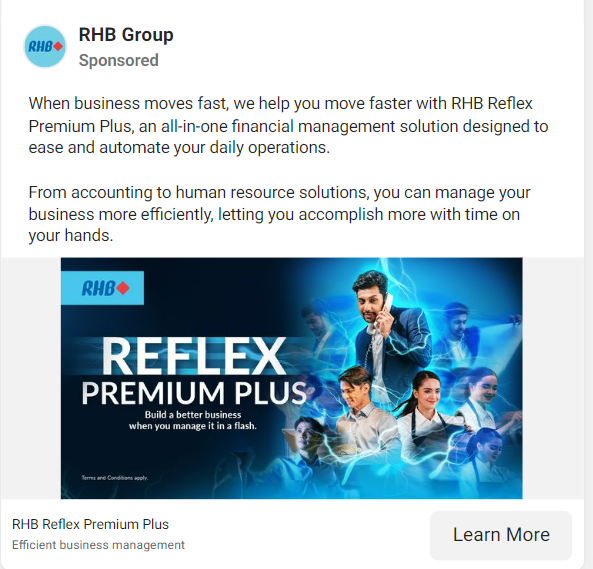 RHB
RHB Group
Sponsored
When business moves fast, we help you move faster with RHB Reflex
Premium Plus, an all-in-one financial management solution designed to
ease and automate your daily operations.
From accounting to human resource solutions, you can manage your
business more efficiently, letting you accomplish more with time on
your hands.
RHB
REFLEX
PREMIUM PLUS
Build a better business
when you manage it in a flash.
Terms and Conditions apply.
RHB Reflex Premium Plus
Efficient business management
Learn More